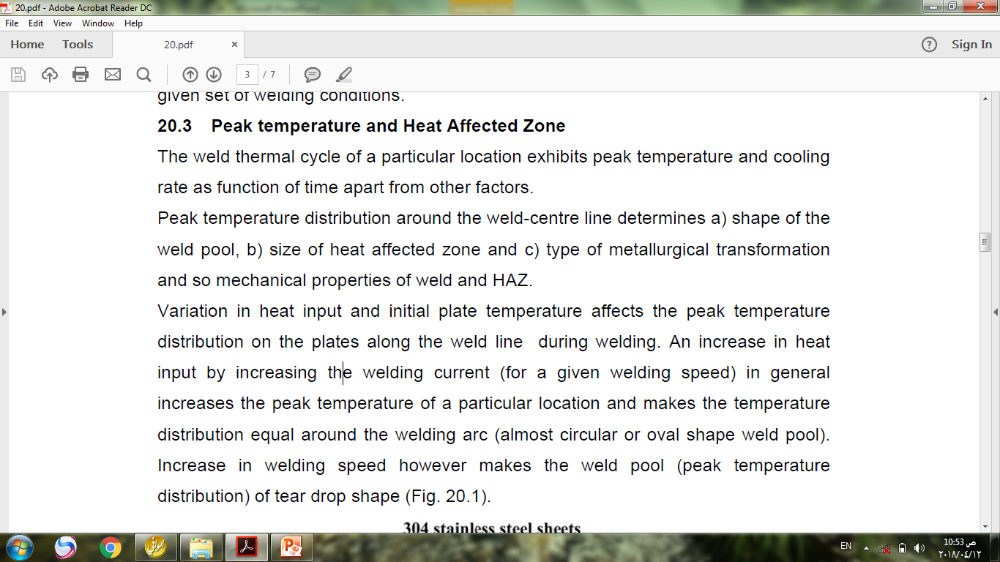 20.pdf - Adobe Acrobat Reader DC
File Edit View Window Help
Home Tools 20.pdf × ? Sign In
3 / 7
given set of welding conditions.
20.3 Peak temperature and Heat Affected Zone
The weld thermal cycle of a particular location exhibits peak temperature and cooling
rate as function of time apart from other factors.
Peak temperature distribution around the weld-centre line determines a) shape of the
weld pool, b) size of heat affected zone and c) type of metallurgical transformation
and so mechanical properties of weld and HAZ.
Variation in heat input and initial plate temperature affects the peak temperature
distribution on the plates along the weld line during welding. An increase in heat
input by increasing the welding current (for a given welding speed) in general
increases the peak temperature of a particular location and makes the temperature
distribution equal around the welding arc (almost circular or oval shape weld pool).
Increase in welding speed however makes the weld pool (peak temperature
distribution) of tear drop shape (Fig. 20.1).
304 stainless steel sheets
الوافي
EN
10:53 ص
٢٠١٨/٠٤/١٢